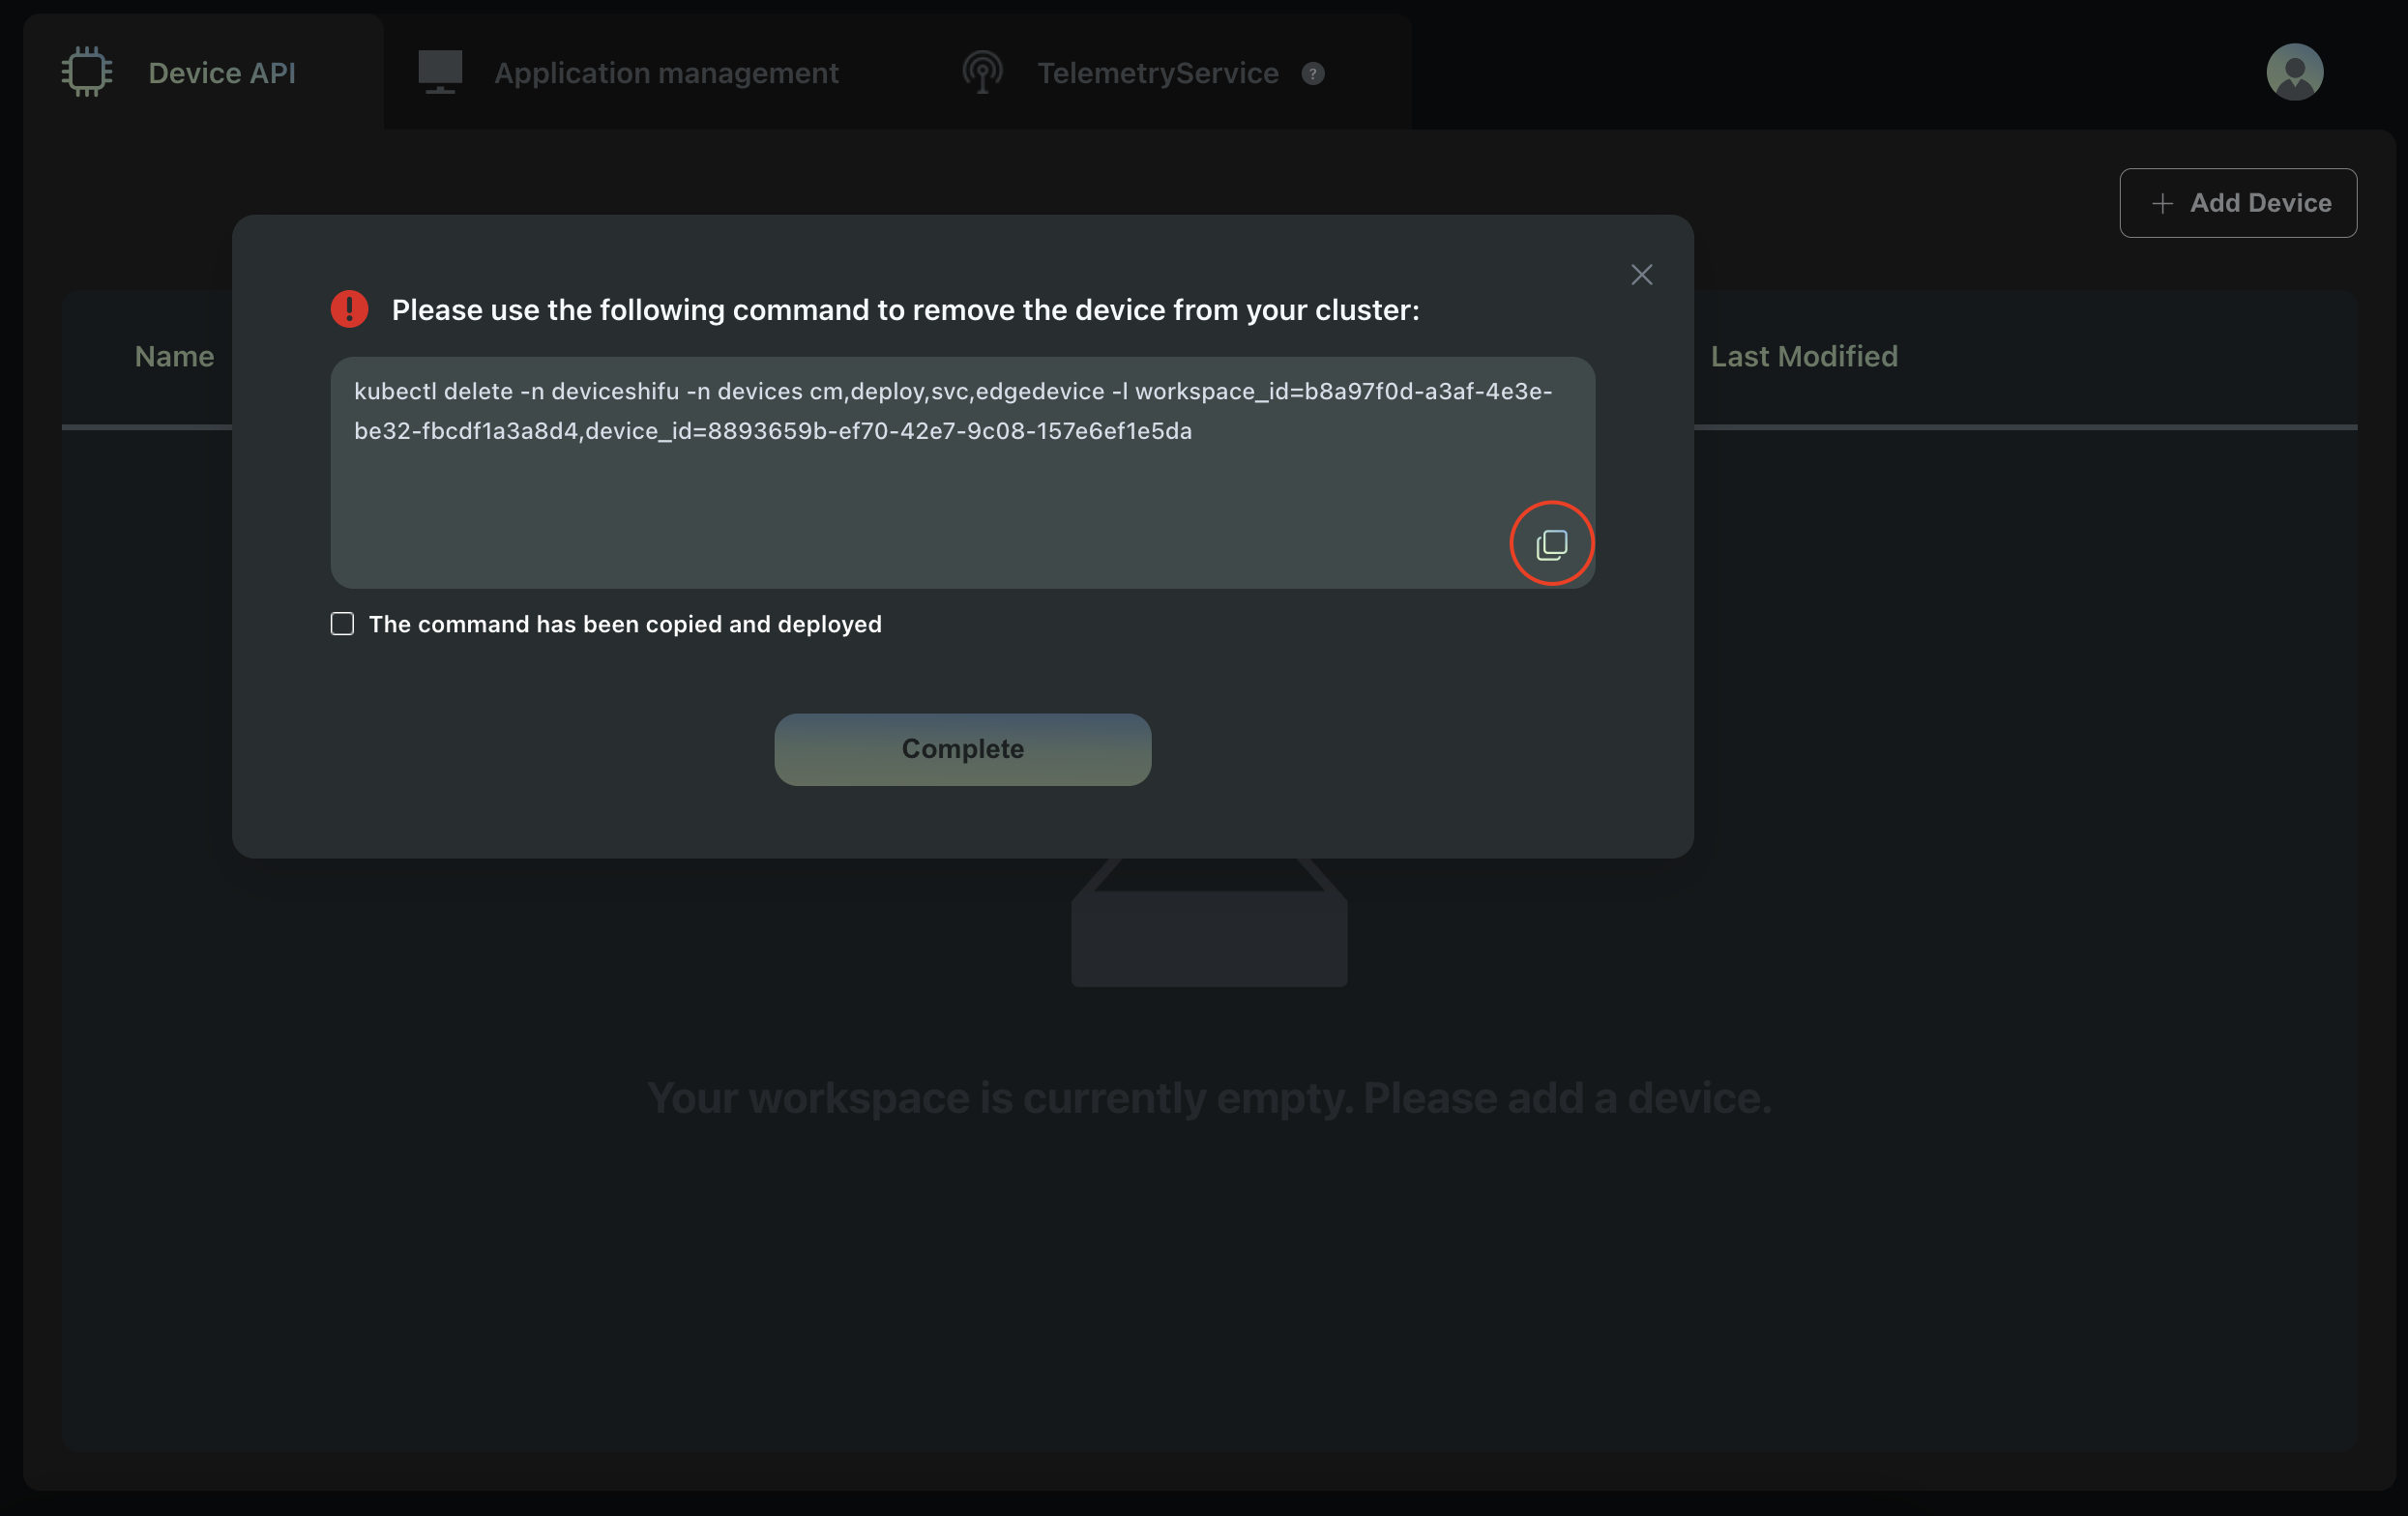 Device API
Application management
TelemetryService
?
+ Add Device
Name
Last Modified
Please use the following command to remove the device from your cluster:
kubectl delete -n deviceshifu -n devices cm,deploy,svc,edgedevice -l workspace_id=b8a97f0d-a3af-4e3e-
be32-fbcdf1a3a8d4,device_id=8893659b-ef70-42e7-9c08-157e6ef1e5da
The command has been copied and deployed
Complete
Your workspace is currently empty. Please add a device.